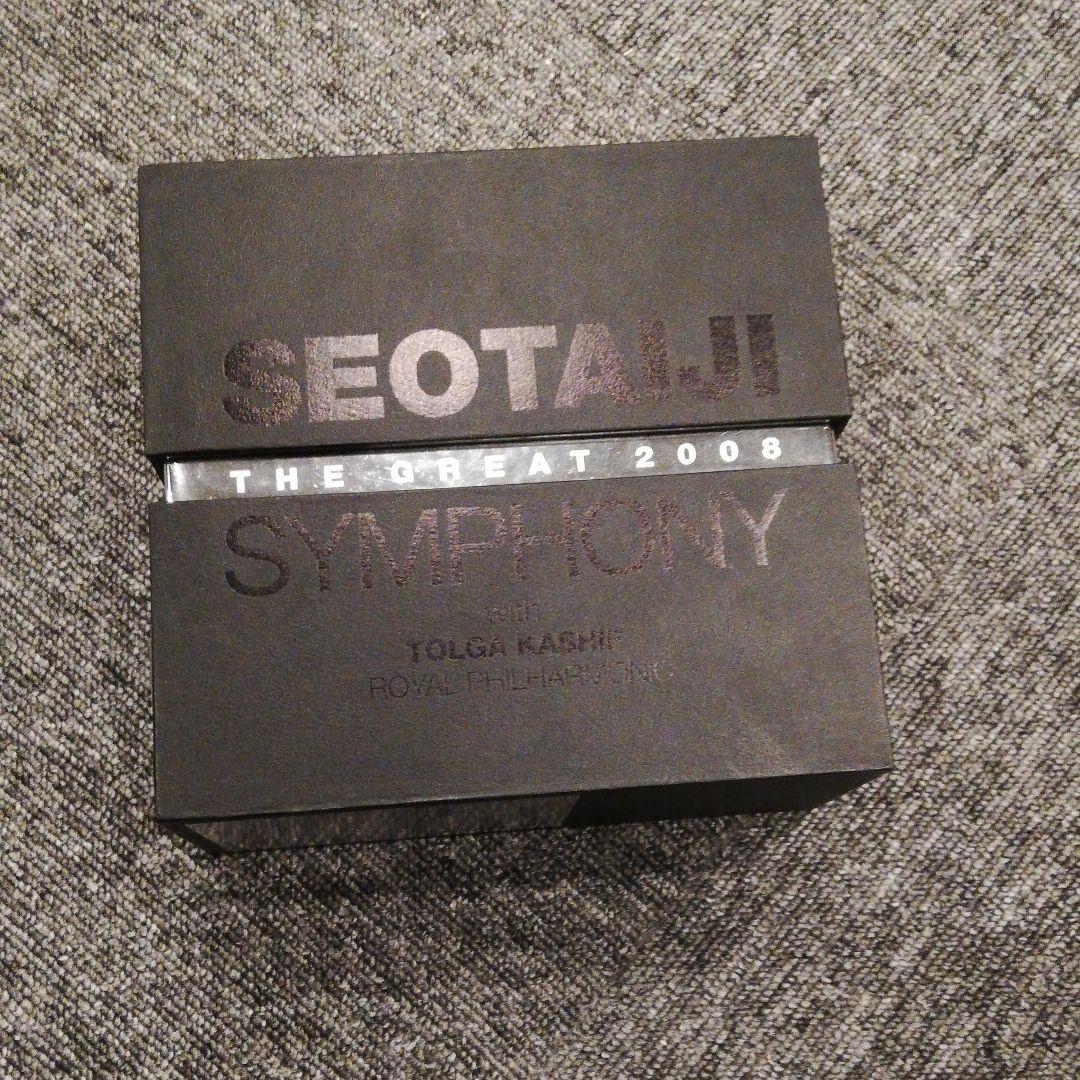 SEOTAIJI
THE GREAT 2008
SYMPHONY
with
TOLGA KASHIF
ROYAL PHILHARMONIC